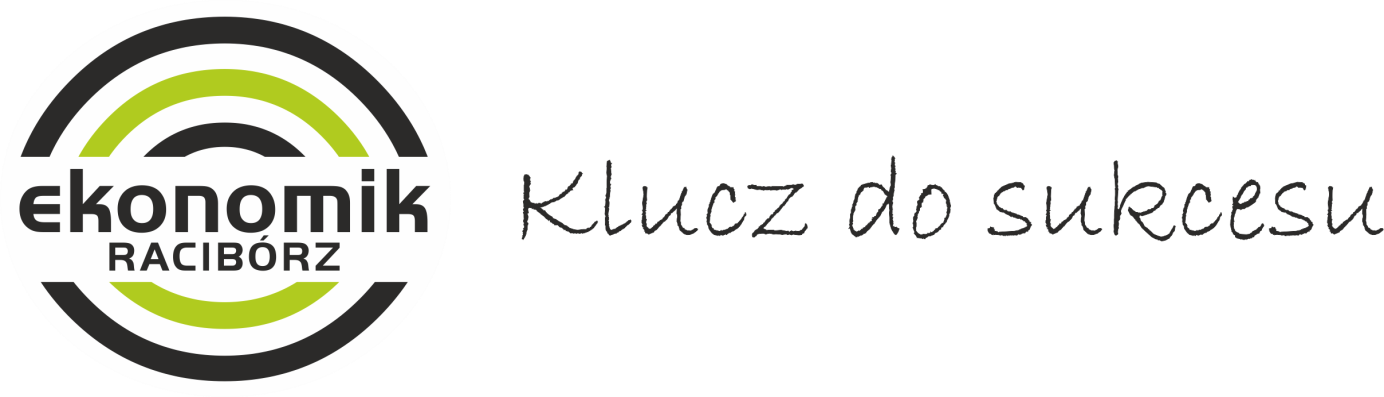 ekonomik
RACIBÓRZ
Klucz do sukcesu